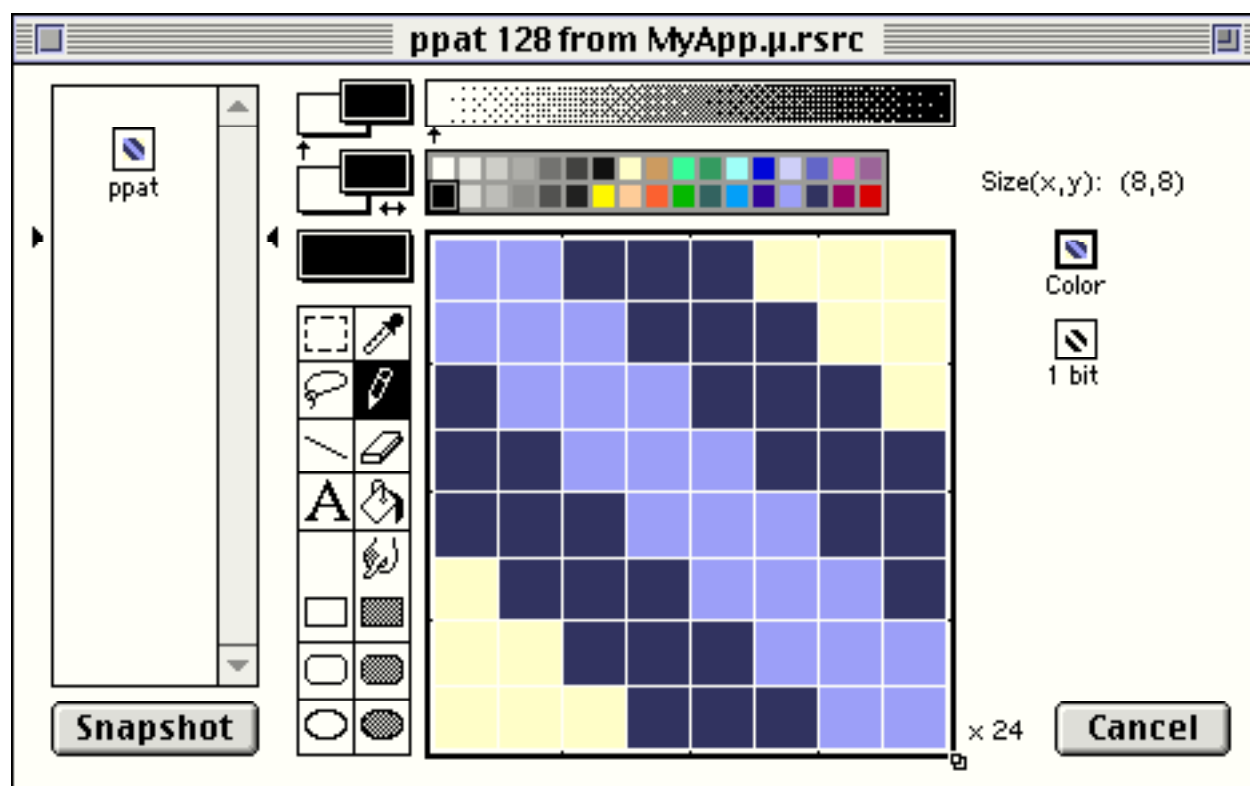 ppat 128 from MyApp.µ.rsrc
ppat
Size(x,y): (8,8)
Color
1 bit
A
Snapshot
x 24
Cancel